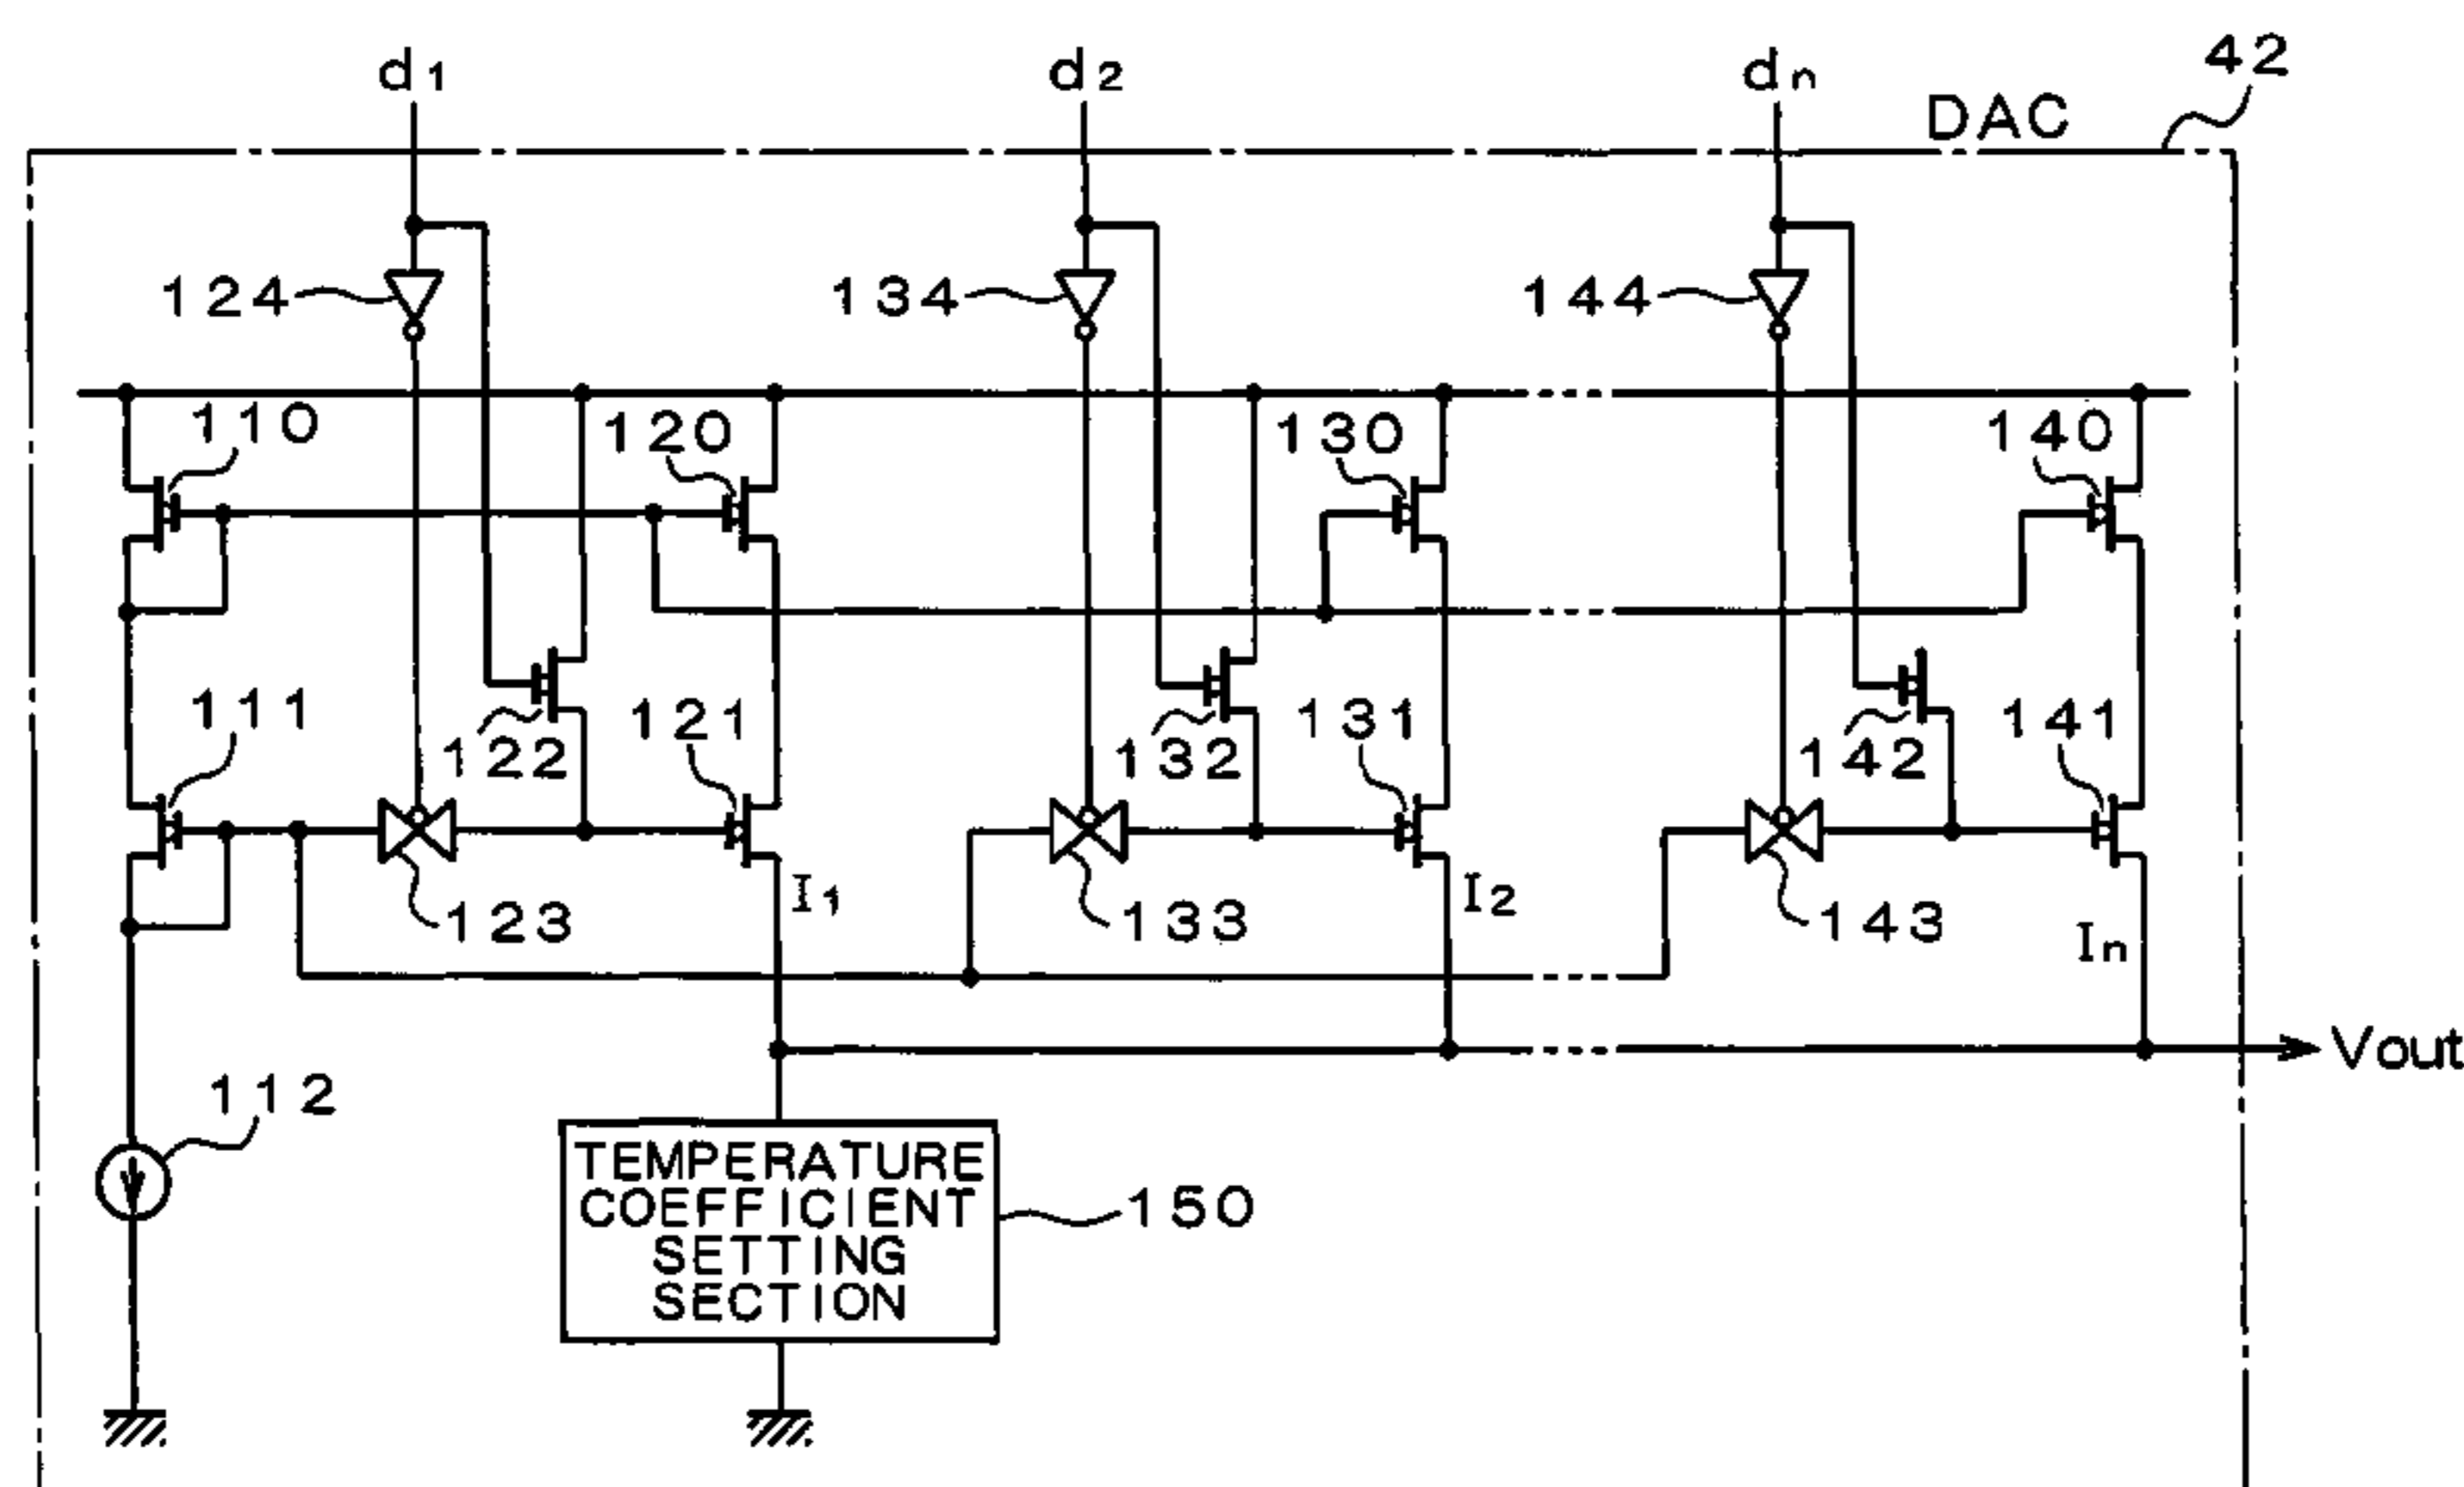 d1
d2
dn
42
DAC
124
134
144
110
120
130
140
111
122
121
132
131
142
141
123
I1
133
I2
143
In
Vout
112
TEMPERATURE
COEFFICIENT
SETTING
SECTION
150